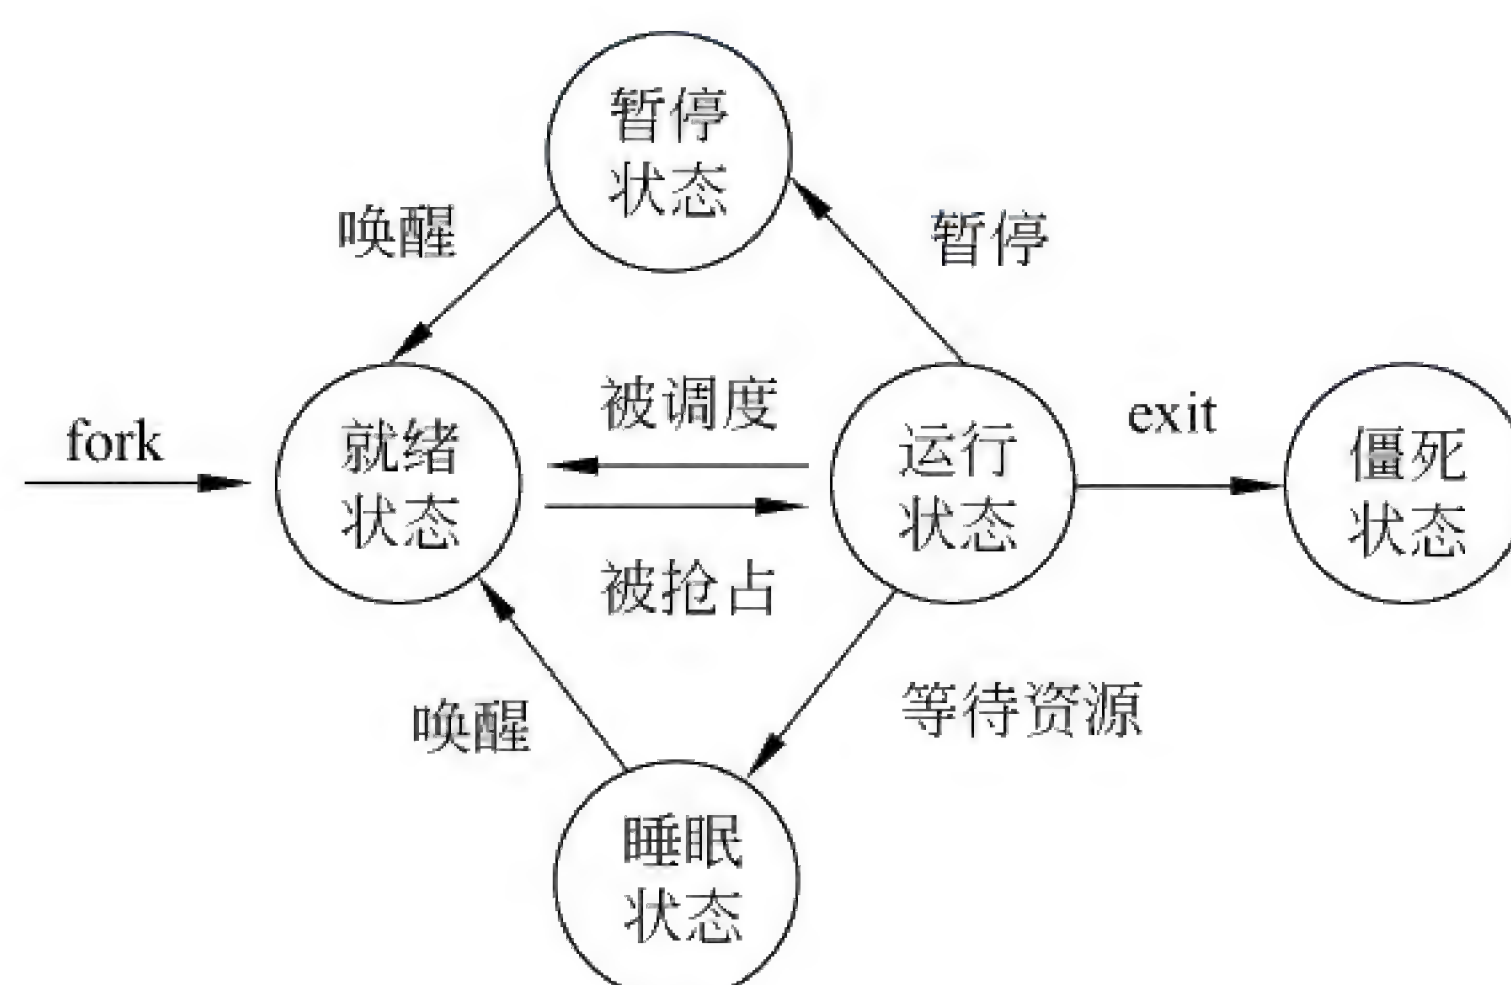 暂停
状态
唤醒
暂停
fork
就绪
状态
被调度
被抢占
运行
状态
exit
僵死
状态
唤醒
等待资源
睡眠
状态